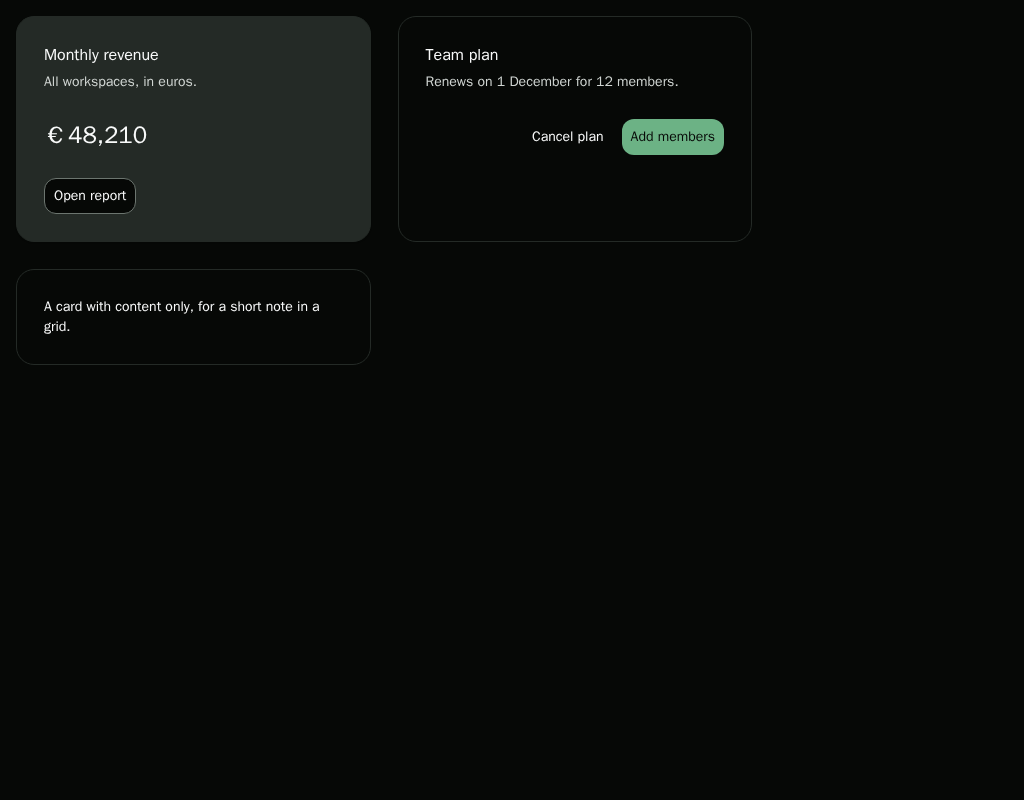 Monthly revenue
All workspaces, in euros.
€ 48,210
Open report
Team plan
Renews on 1 December for 12 members.
Cancel plan
Add members
A card with content only, for a short note in a
grid.